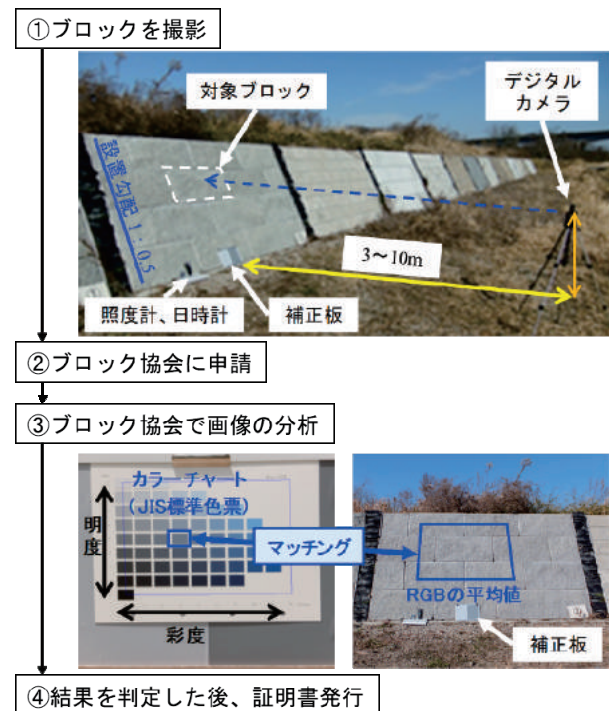 ①ブロックを撮影
対象ブロック
デジタル
カメラ
設置勾配 1：0.5
3～10m
照度計、日時計
補正板
②ブロック協会に申請
③ブロック協会で画像の分析
カラーチャート
(JIS標準色票)
明度
マッチング
RGBの平均値
彩度
補正板
④結果を判定した後、証明書発行